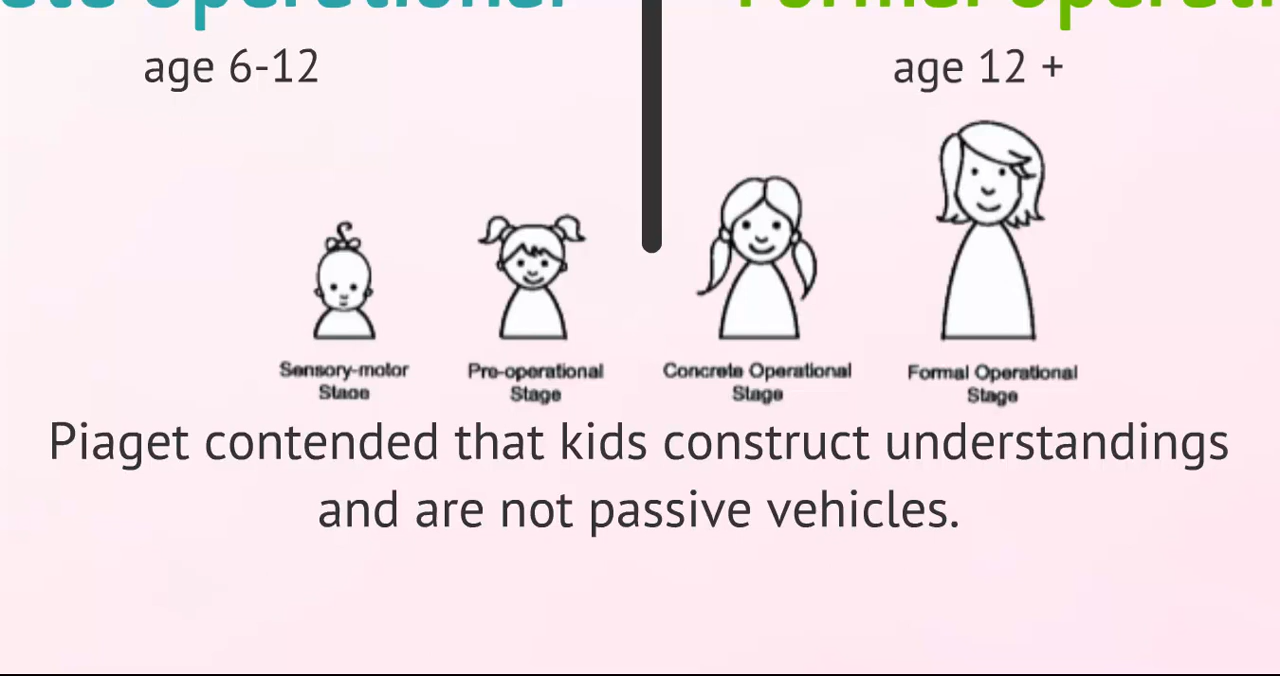 age 6-12
age 12 +
Sensory-motor
Stage
Pre-operational
Stage
Concrete Operational
Stage
Formal Operational
Stage
Piaget contended that kids construct understandings
and are not passive vehicles.